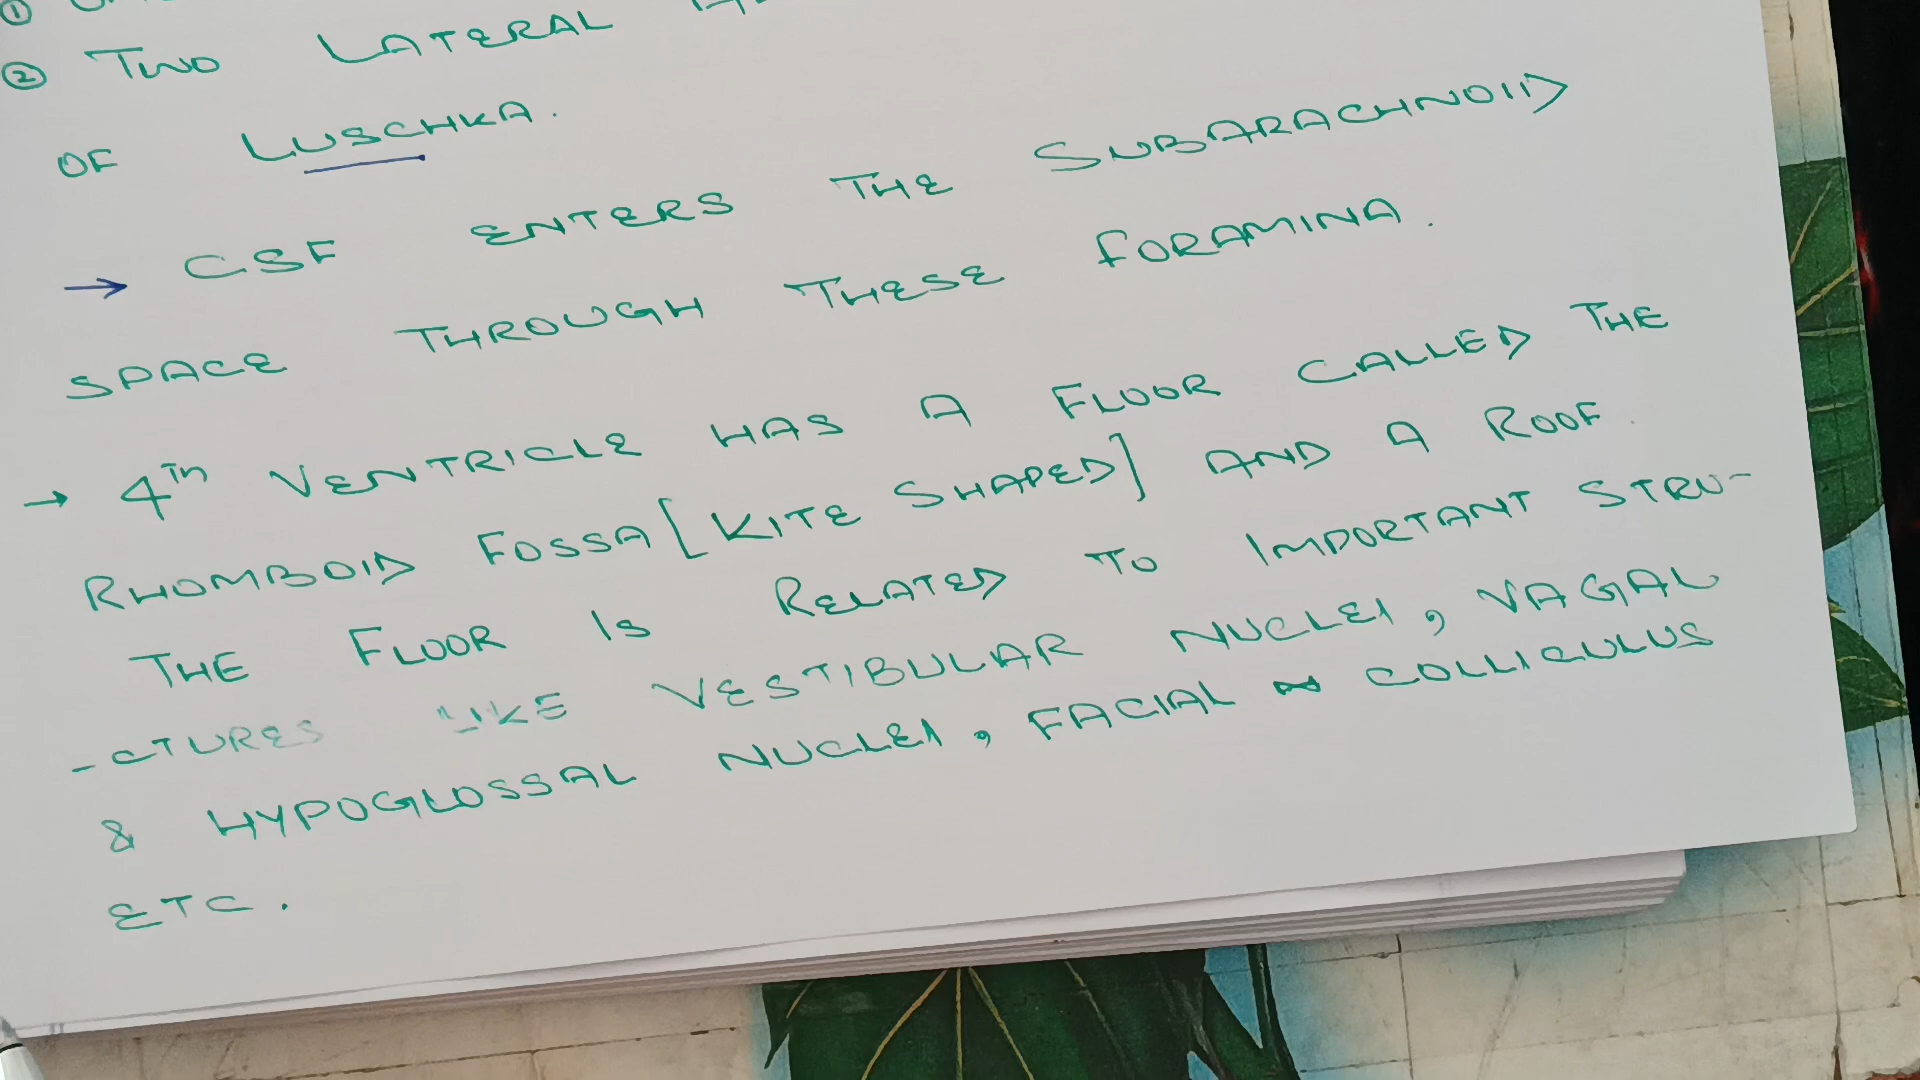 ①
② TWO LATERAL
OF LUSCHKA.
→ CSF ENTERS THE SUBARACHNOID
SPACE THROUGH THESE FORAMINA.
→ 4th VENTRICLE HAS A FLOOR CALLED THE
RHOMBOID FOSSA [KITE SHAPED] AND A ROOF.
THE FLOOR IS RELATED TO IMPORTANT STRU-
-CTURES LIKE VESTIBULAR NUCLEI, VAGAL
& HYPOGLOSSAL NUCLEI, FACIAL COLLICULUS
ETC.